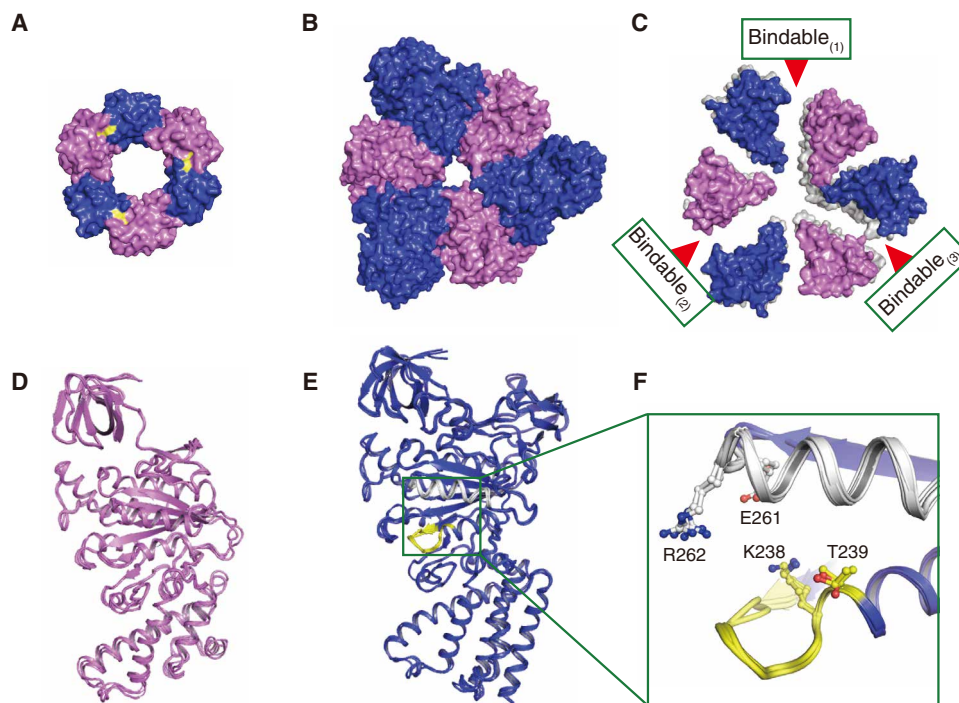 A
B
C
Bindable(1)
Bindable(2)
Bindable(3)
D
E
F
E261
R262
K238
T239